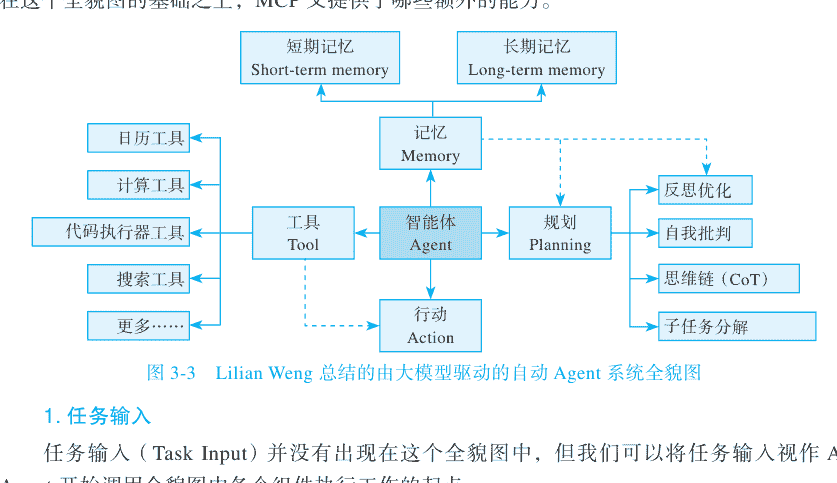 在这个全貌图的基础之上，MCP 又提供了哪些额外的能力。
短期记忆
Short-term memory
长期记忆
Long-term memory
记忆
Memory
日历工具
计算工具
代码执行器工具
搜索工具
更多……
工具
Tool
智能体
Agent
规划
Planning
行动
Action
反思优化
自我批判
思维链（CoT）
子任务分解
图 3-3 Lilian Weng 总结的由大模型驱动的自动 Agent 系统全貌图
1. 任务输入
任务输入（Task Input）并没有出现在这个全貌图中，但我们可以将任务输入视作 A
Agent 开始调用全貌图中各个组件执行工作的起点